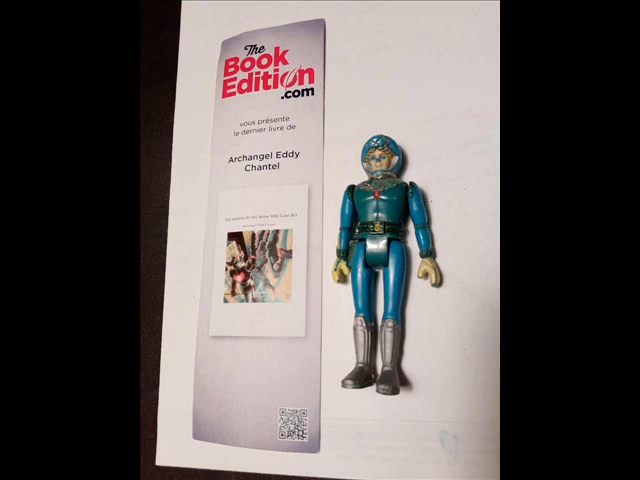 The
Book
Edition
.com
vous présente
le dernier livre de
Archangel Eddy
Chantel